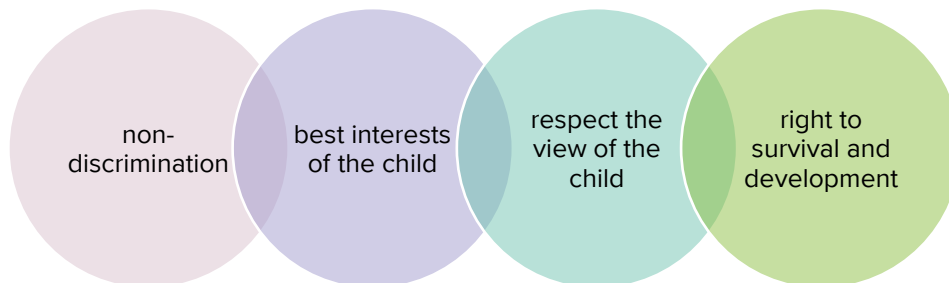 non-
discrimination
best interests
of the child
respect the
view of the
child
right to
survival and
development